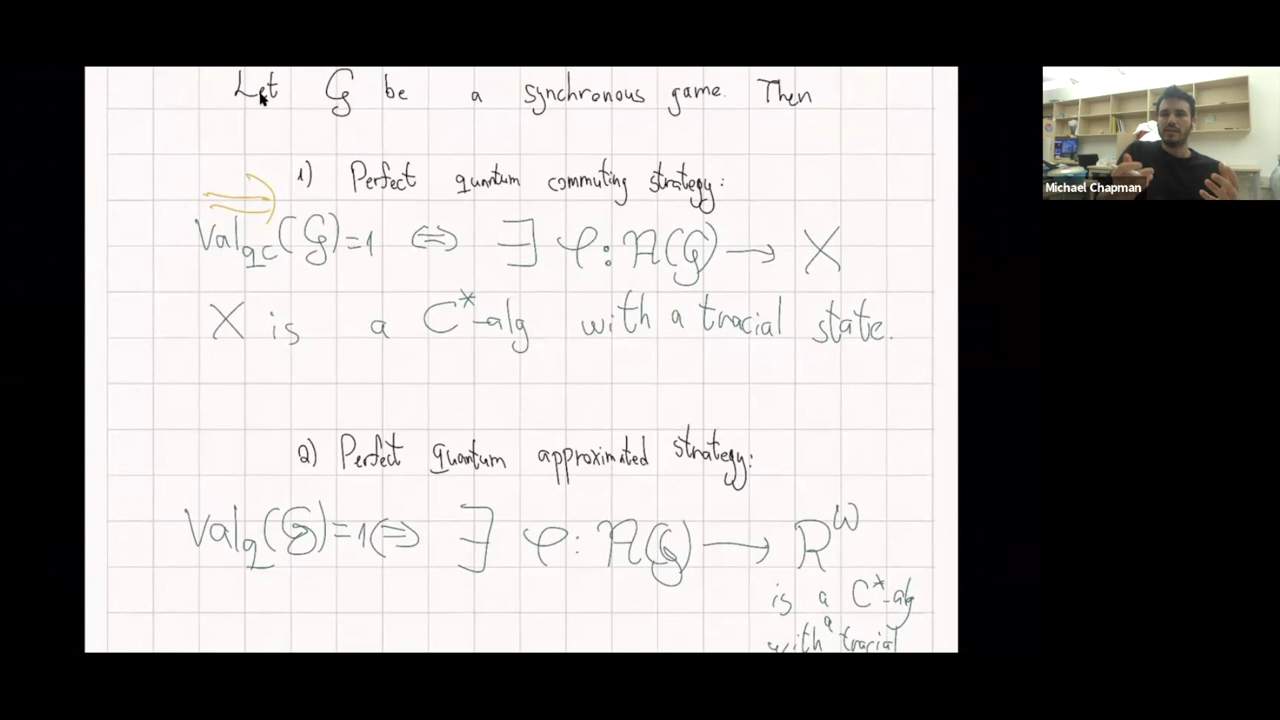 Let G be a synchronous game. Then
1) Perfect quantum commuting strategy:
Val_qc(G)=1 ⇔ ∃ φ: A(G) → X
X is a C*-alg with a tracial state.
2) Perfect quantum approximated strategy:
Val_q(G)=1 ⇔ ∃ φ: A(G) → R^ω
is a C*-alg
with a tracial
Michael Chapman